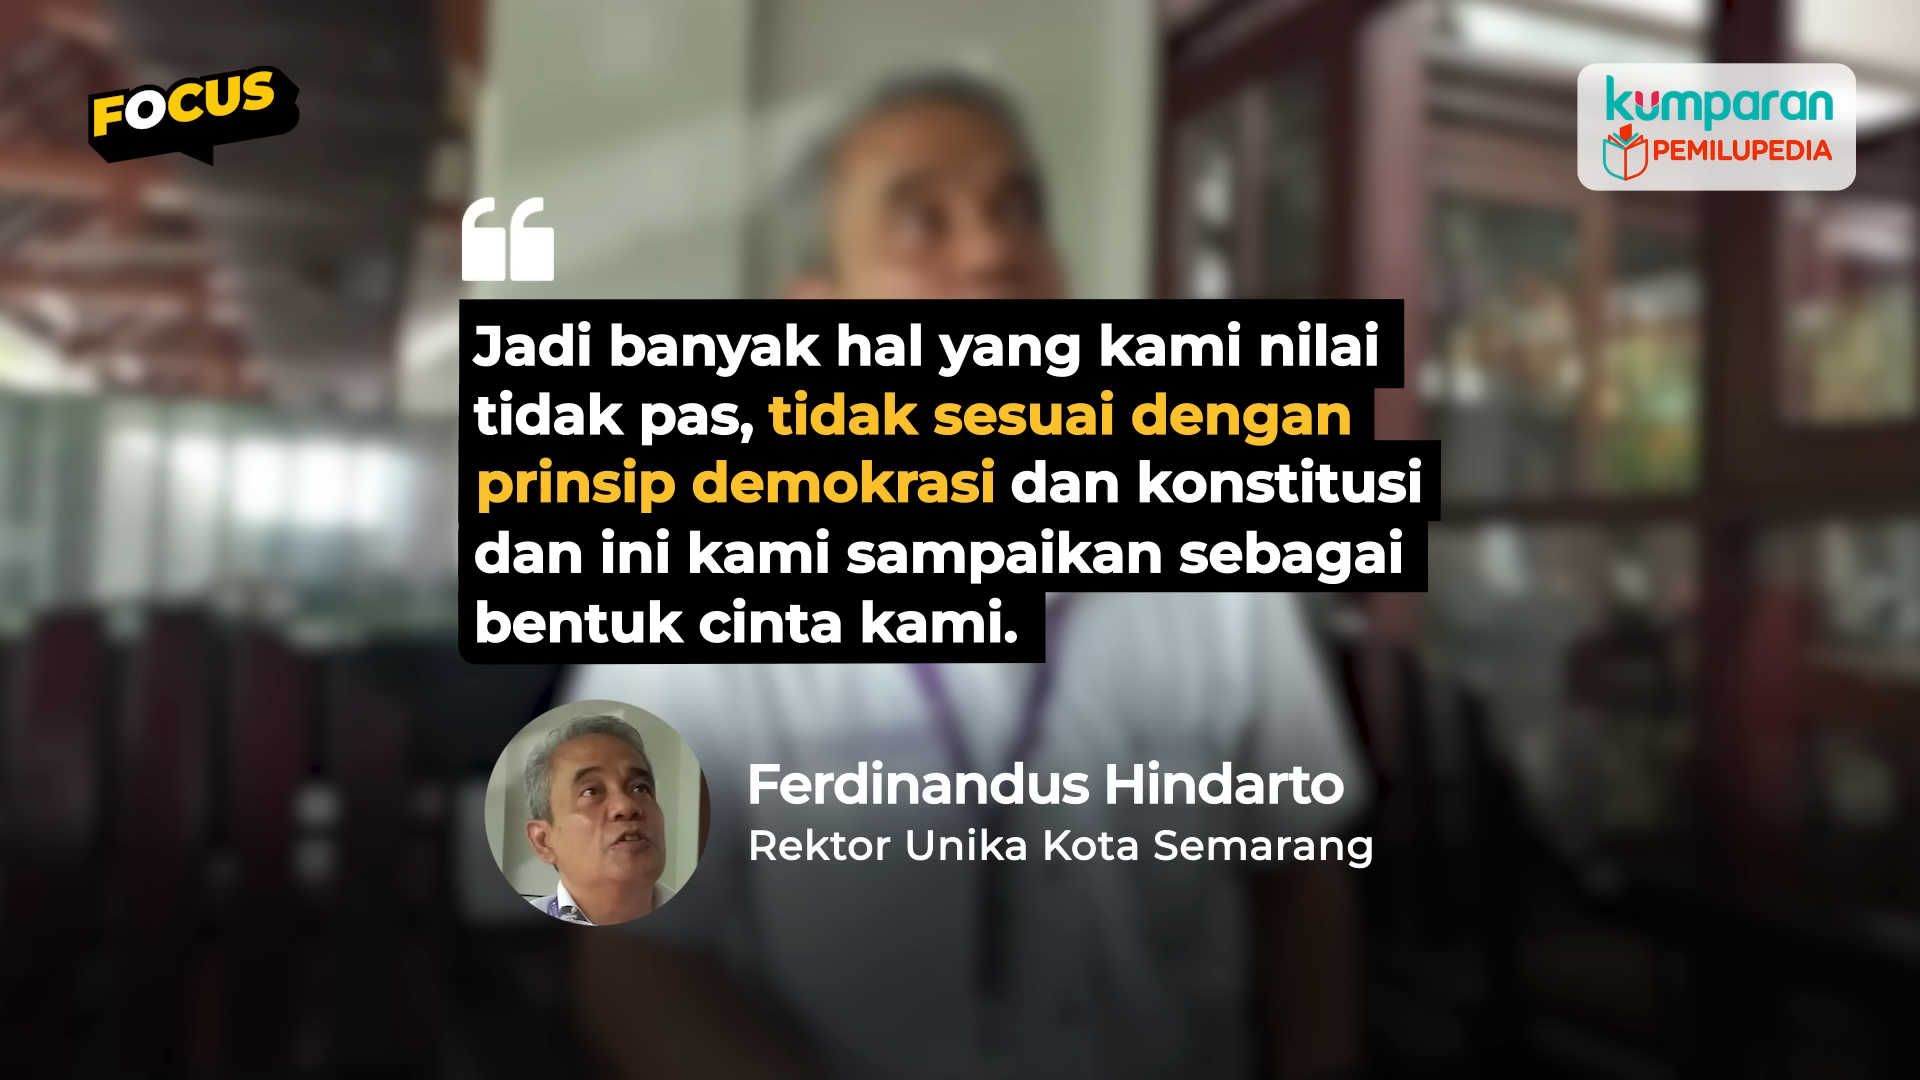 FOCUS
kumparan
PEMILUPEDIA
Jadi banyak hal yang kami nilai
tidak pas, tidak sesuai dengan
prinsip demokrasi dan konstitusi
dan ini kami sampaikan sebagai
bentuk cinta kami.
Ferdinandus Hindarto
Rektor Unika Kota Semarang